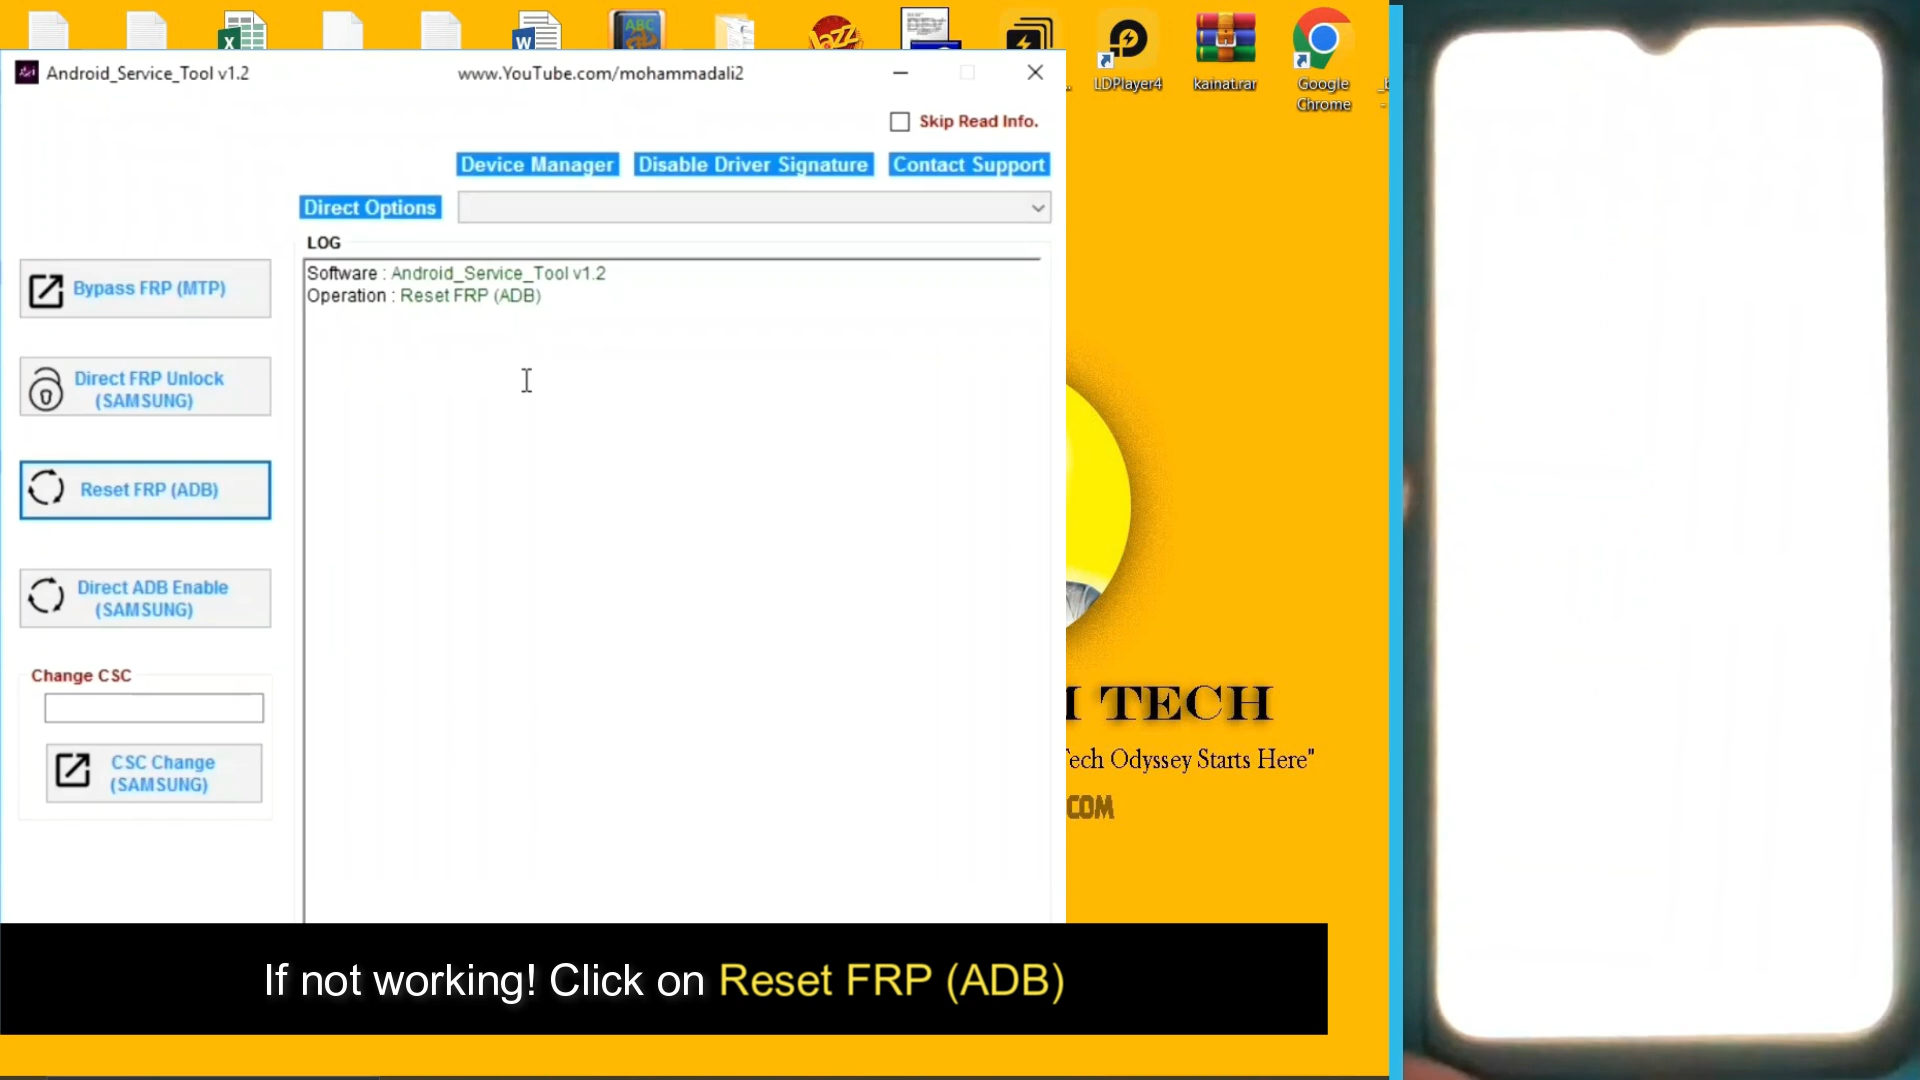 LDPlayer4
kainat.rar
Google
Chrome
Android_Service_Tool v1.2
www.YouTube.com/mohammadali2
Skip Read Info.
Device Manager
Disable Driver Signature
Contact Support
Direct Options
LOG
Software : Android_Service_Tool v1.2
Operation : Reset FRP (ADB)
Bypass FRP (MTP)
Direct FRP Unlock
(SAMSUNG)
Reset FRP (ADB)
Direct ADB Enable
(SAMSUNG)
Change CSC
CSC Change
(SAMSUNG)
TECH
Tech Odyssey Starts Here"
COM
If not working! Click on Reset FRP (ADB)